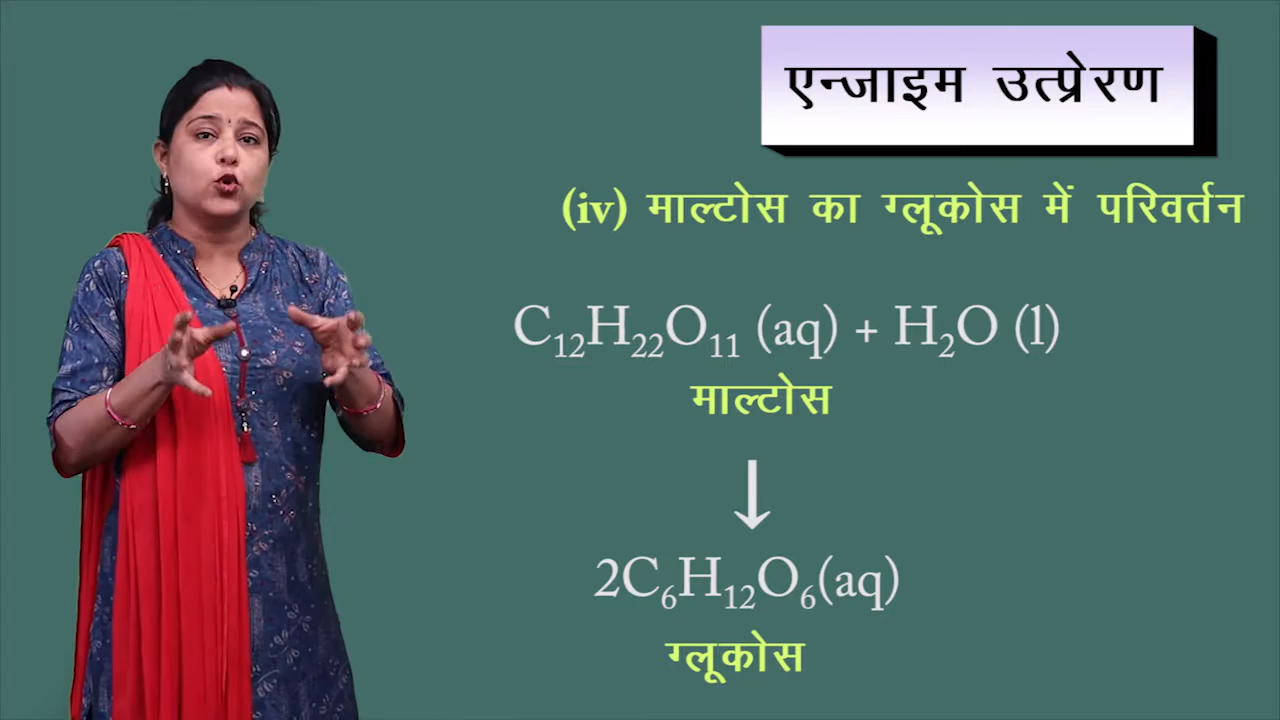 एन्जाइम उत्प्रेरण
(iv) माल्टोस का ग्लूकोस में परिवर्तन
C₁₂H₂₂O₁₁ (aq) + H₂O (l)
माल्टोस
↓
2C₆H₁₂O₆(aq)
ग्लूकोस